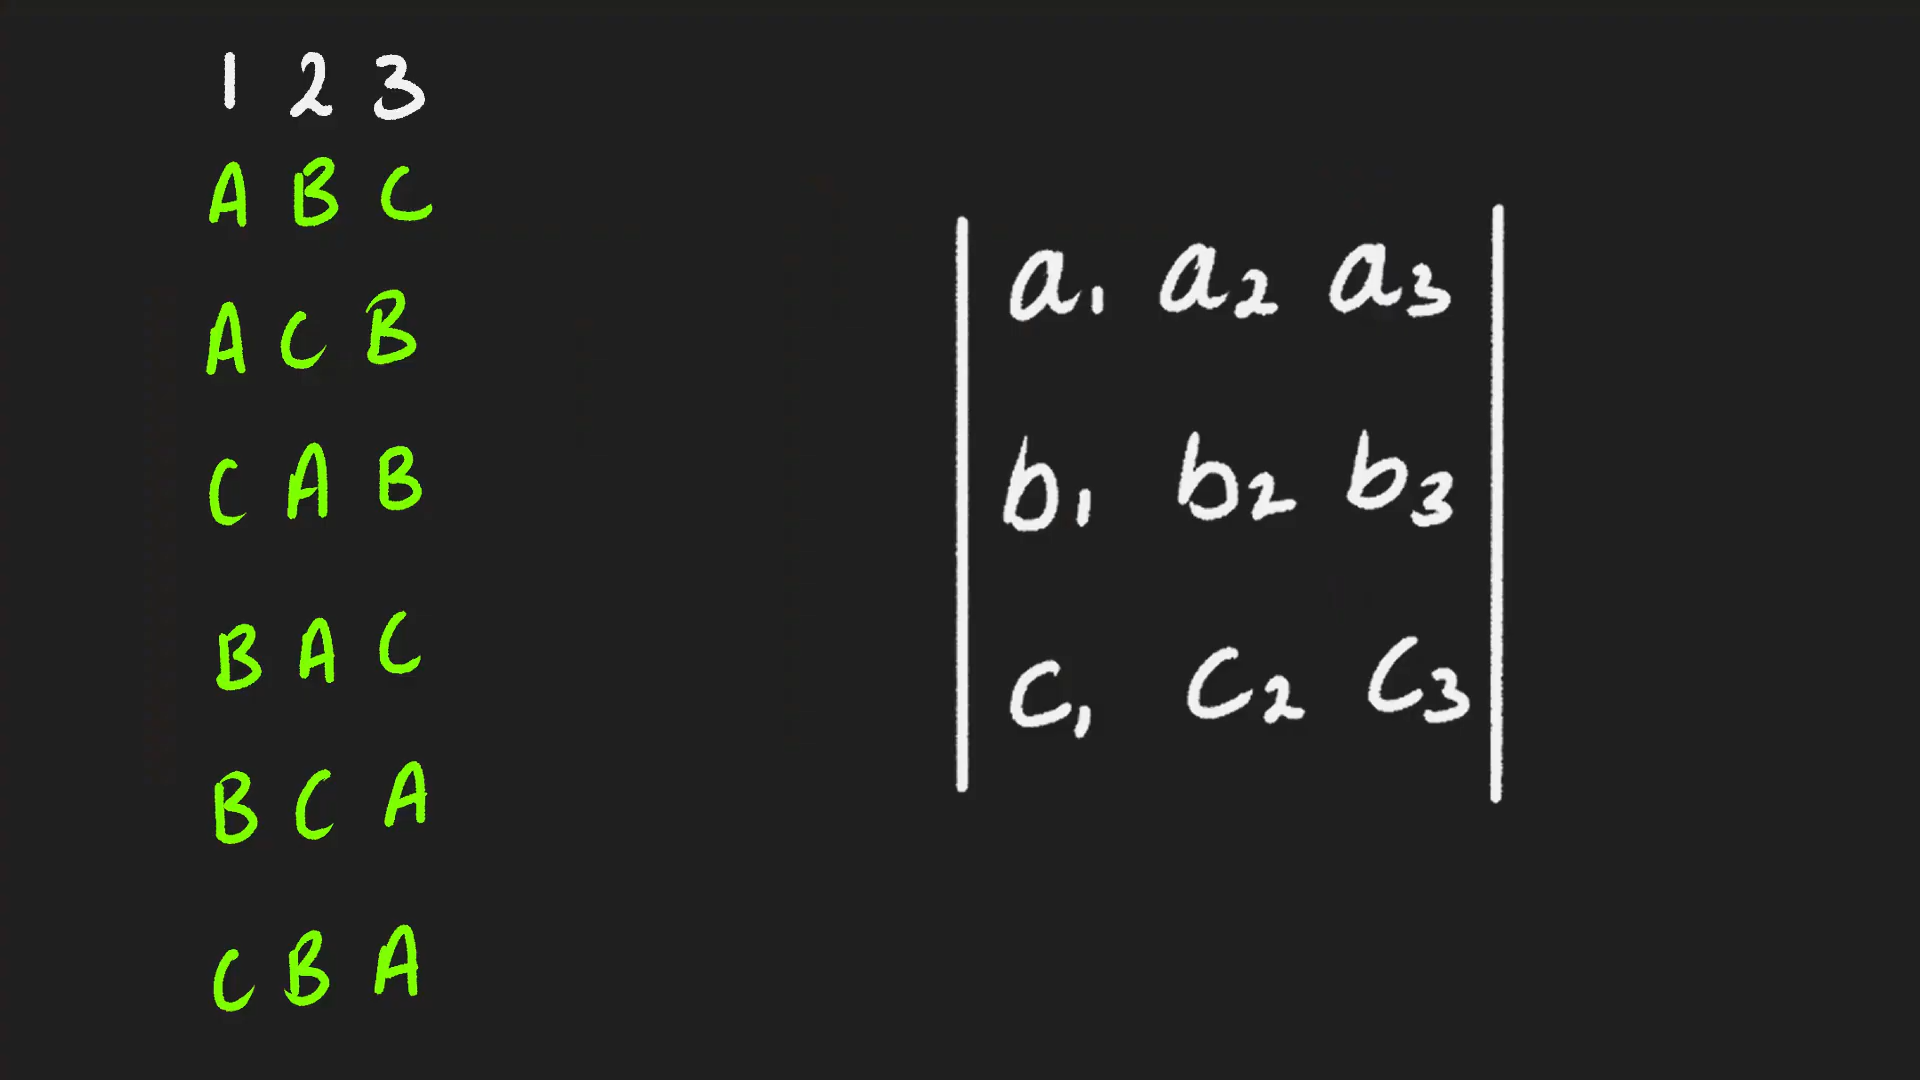 1 2 3
A B C
A C B
C A B
B A C
B C A
C B A
a₁ a₂ a₃
b₁ b₂ b₃
c₁ c₂ c₃